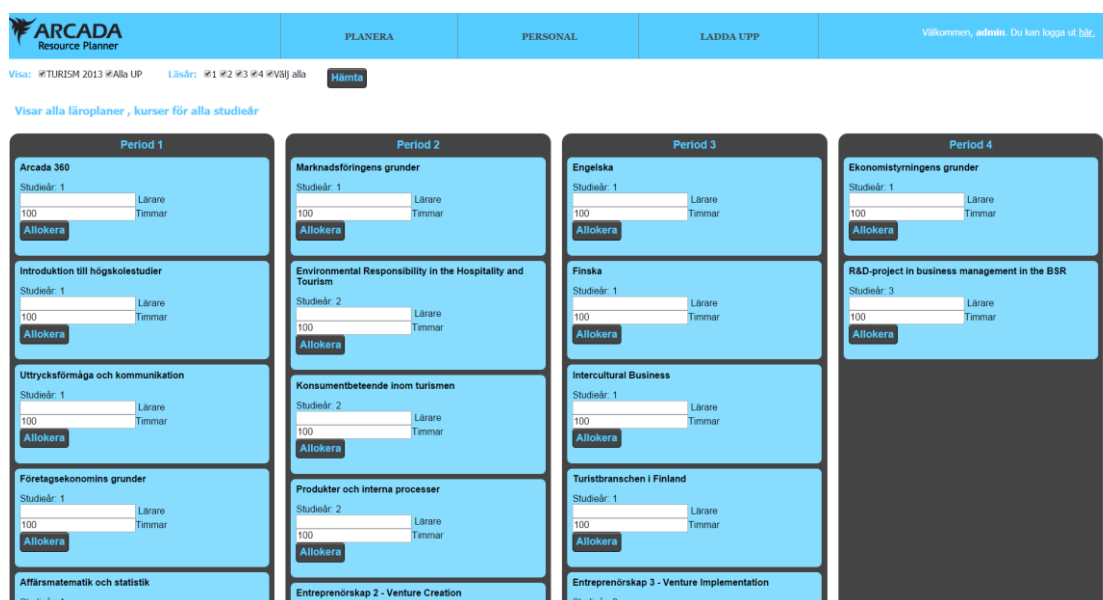 ARCADA
Resource Planner
PLANERA
PERSONAL
LADDA UPP
Välkommen, admin. Du kan logga ut här.
Visa: TURISM 2013 Alla UP Läsår: 1 2 3 4 Välj alla Hämta
Visar alla läroplaner , kurser för alla studieår
Period 1
Arcada 360
Studieår: 1
Lärare
100 Timmar
Allokera
Introduktion till högskolestudier
Studieår: 1
Lärare
100 Timmar
Allokera
Uttrycksförmåga och kommunikation
Studieår: 1
Lärare
100 Timmar
Allokera
Företagsekonomins grunder
Studieår: 1
Lärare
100 Timmar
Allokera
Affärsmatematik och statistik
Period 2
Marknadsföringens grunder
Studieår: 1
Lärare
100 Timmar
Allokera
Environmental Responsibility in the Hospitality and
Tourism
Studieår: 2
Lärare
100 Timmar
Allokera
Konsumentbeteende inom turismen
Studieår: 2
Lärare
100 Timmar
Allokera
Produkter och interna processer
Studieår: 2
Lärare
100 Timmar
Allokera
Entreprenörskap 2 - Venture Creation
Period 3
Engelska
Studieår: 1
Lärare
100 Timmar
Allokera
Finska
Studieår: 1
Lärare
100 Timmar
Allokera
Intercultural Business
Studieår: 1
Lärare
100 Timmar
Allokera
Turistbranschen i Finland
Studieår: 1
Lärare
100 Timmar
Allokera
Entreprenörskap 3 - Venture Implementation
Period 4
Ekonomistyrningens grunder
Studieår: 1
Lärare
100 Timmar
Allokera
R&D-project in business management in the BSR
Studieår: 3
Lärare
100 Timmar
Allokera